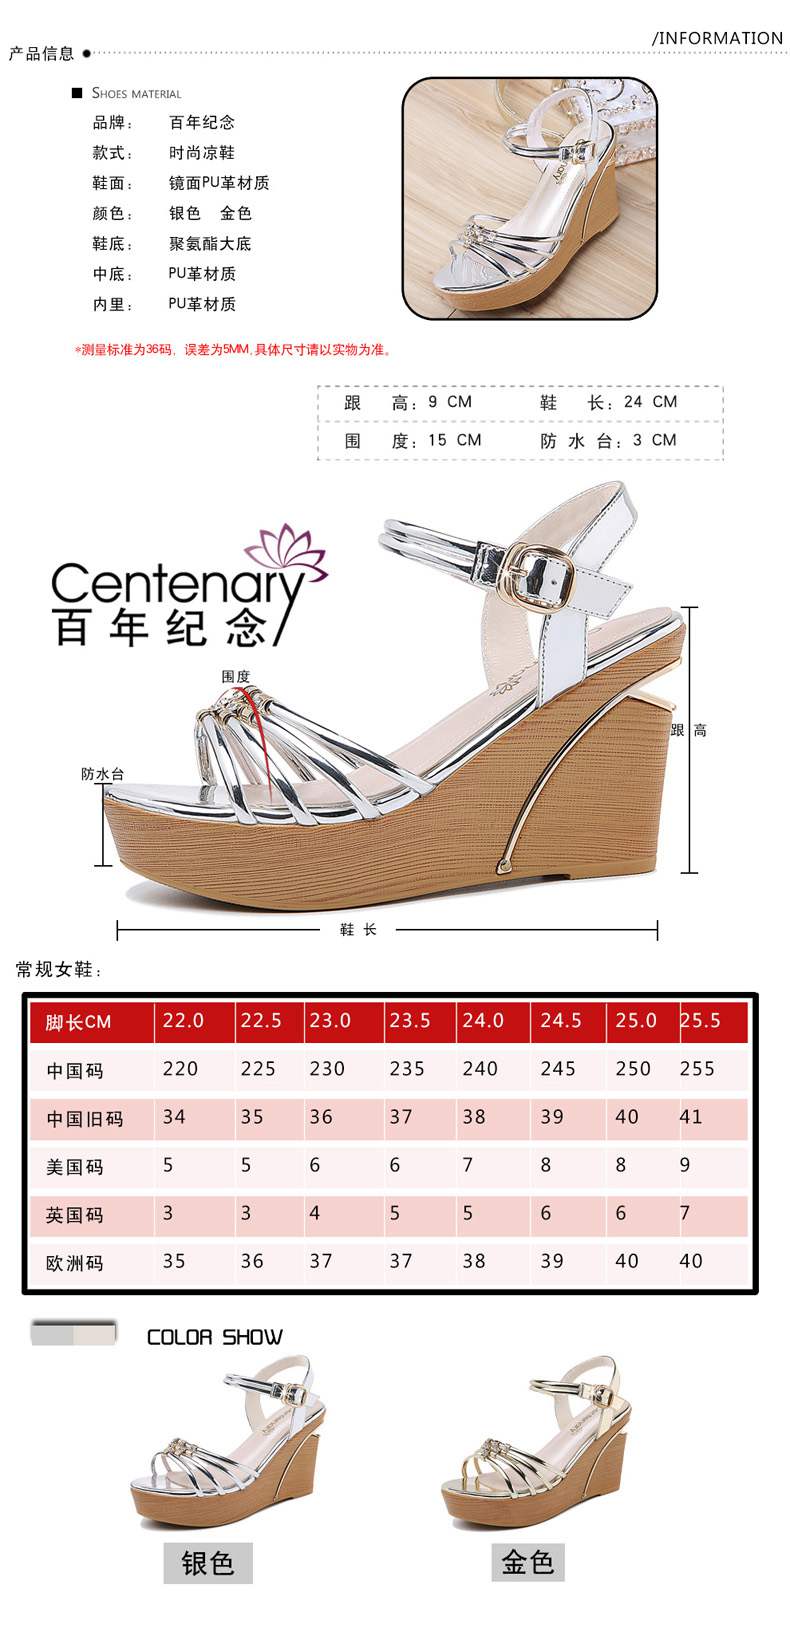 /INFORMATION
产品信息
SHOES MATERIAL
品牌： 百年纪念
款式： 时尚凉鞋
鞋面： 镜面PU革材质
颜色： 银色 金色
鞋底： 聚氨酯大底
中底： PU革材质
内里： PU革材质
*测量标准为36码，误差为5MM,具体尺寸请以实物为准。
跟 高：9 CM 鞋 长：24 CM
围 度：15 CM 防 水 台：3 CM
Centenary
百年纪念
围度
跟 高
防水台
鞋 长
常规女鞋：
脚长CM 22.0 22.5 23.0 23.5 24.0 24.5 25.0 25.5
中国码 220 225 230 235 240 245 250 255
中国旧码 34 35 36 37 38 39 40 41
美国码 5 5 6 6 7 8 8 9
英国码 3 3 4 5 5 6 6 7
欧洲码 35 36 37 37 38 39 40 40
COLOR SHOW
银色 金色